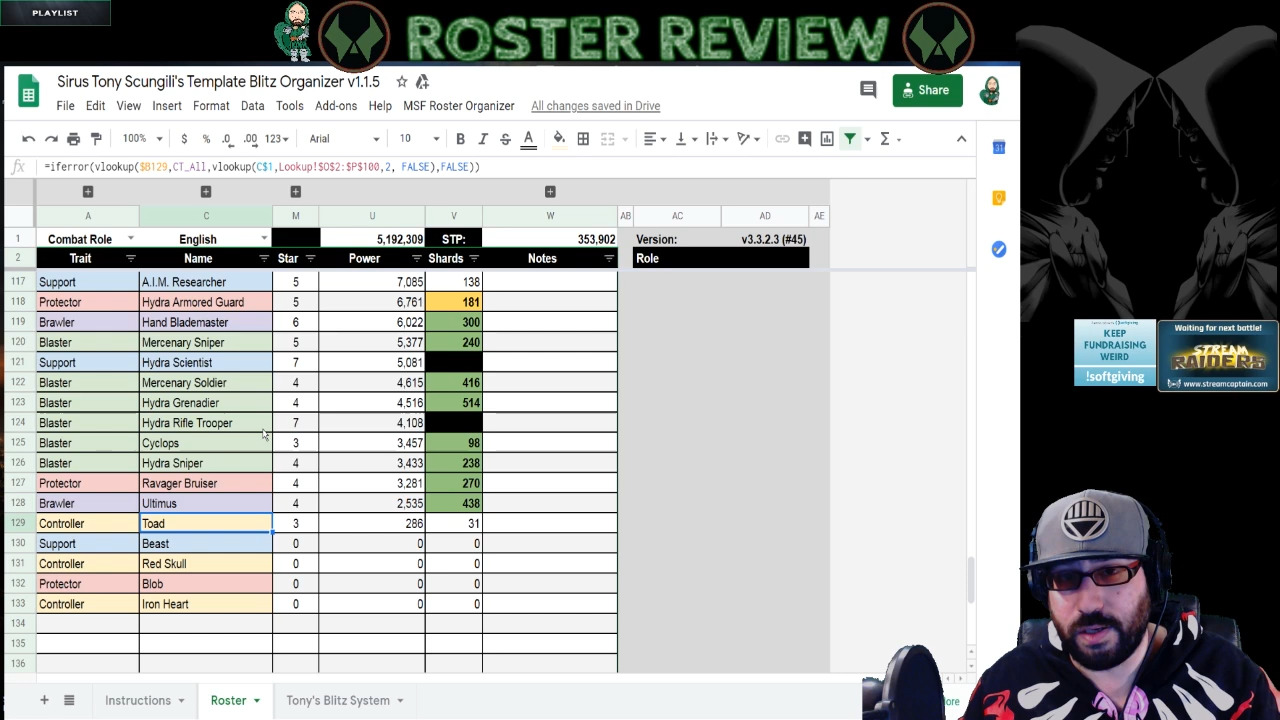 PLAYLIST
ROSTER REVIEW
Sirus Tony Scungili's Template Blitz Organizer v1.1.5
Share
File Edit View Insert Format Data Tools Add-ons Help MSF Roster Organizer All changes saved in Drive
100% $ % .0 .00 123 Arial 10 B I S A Σ
fx =iferror(vlookup($B129,CT_All,vlookup(C$1,Lookup!$O$2:$P$100,2, FALSE),FALSE))
A C M U V W AB AC AD AE
1 Combat Role English 5,192,309 STP: 353,902 Version: v3.3.2.3 (#45)
2 Trait Name Star Power Shards Notes Role
117 Support A.I.M. Researcher 5 7,085 138
118 Protector Hydra Armored Guard 5 6,761 181
119 Brawler Hand Blademaster 6 6,022 300
120 Blaster Mercenary Sniper 5 5,377 240
121 Support Hydra Scientist 7 5,081
122 Blaster Mercenary Soldier 4 4,615 416
123 Blaster Hydra Grenadier 4 4,516 514
124 Blaster Hydra Rifle Trooper 7 4,108
125 Blaster Cyclops 3 3,457 98
126 Blaster Hydra Sniper 4 3,433 238
127 Protector Ravager Bruiser 4 3,281 270
128 Brawler Ultimus 4 2,535 438
129 Controller Toad 3 286 31
130 Support Beast 0 0 0
131 Controller Red Skull 0 0 0
132 Protector Blob 0 0 0
133 Controller Iron Heart 0 0 0
134
135
136
Instructions Roster Tony's Blitz System
31
KEEP
FUNDRAISING
WEIRD
!softgiving
Waiting for next battle!
STREAM
RAIDERS
www.streamcaptain.com